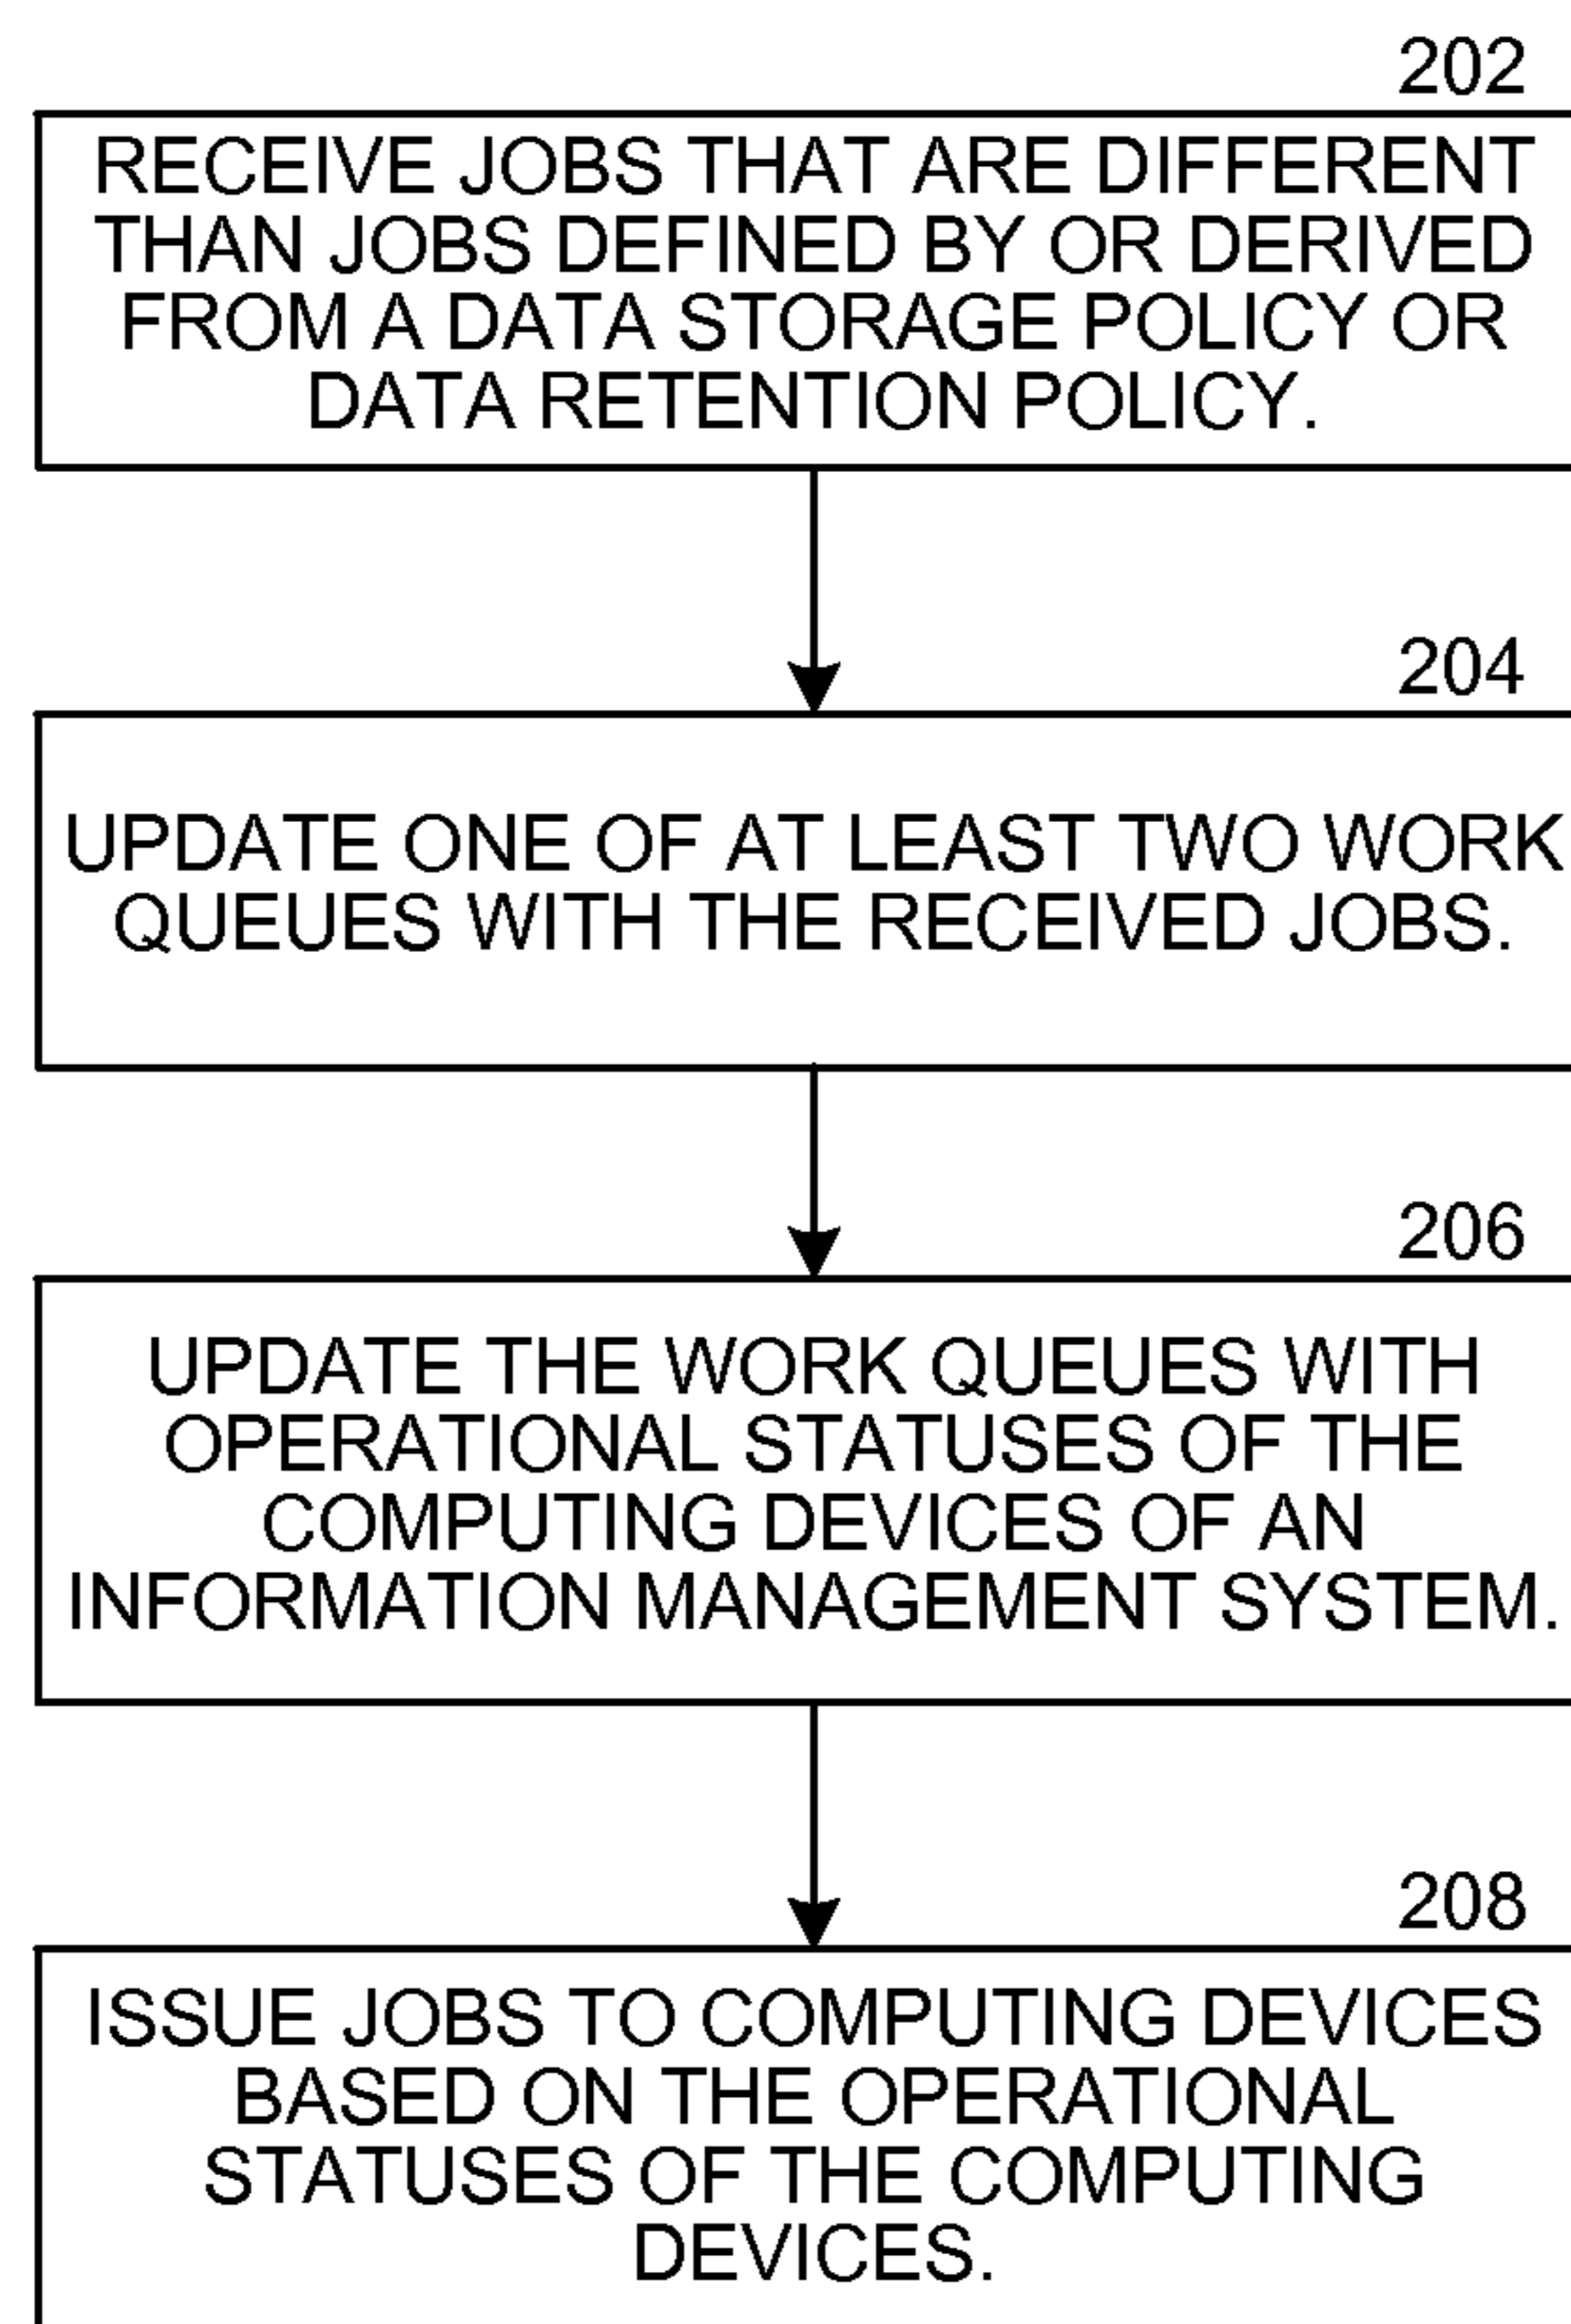 202
RECEIVE JOBS THAT ARE DIFFERENT
THAN JOBS DEFINED BY OR DERIVED
FROM A DATA STORAGE POLICY OR
DATA RETENTION POLICY.
204
UPDATE ONE OF AT LEAST TWO WORK
QUEUES WITH THE RECEIVED JOBS.
206
UPDATE THE WORK QUEUES WITH
OPERATIONAL STATUSES OF THE
COMPUTING DEVICES OF AN
INFORMATION MANAGEMENT SYSTEM.
208
ISSUE JOBS TO COMPUTING DEVICES
BASED ON THE OPERATIONAL
STATUSES OF THE COMPUTING
DEVICES.